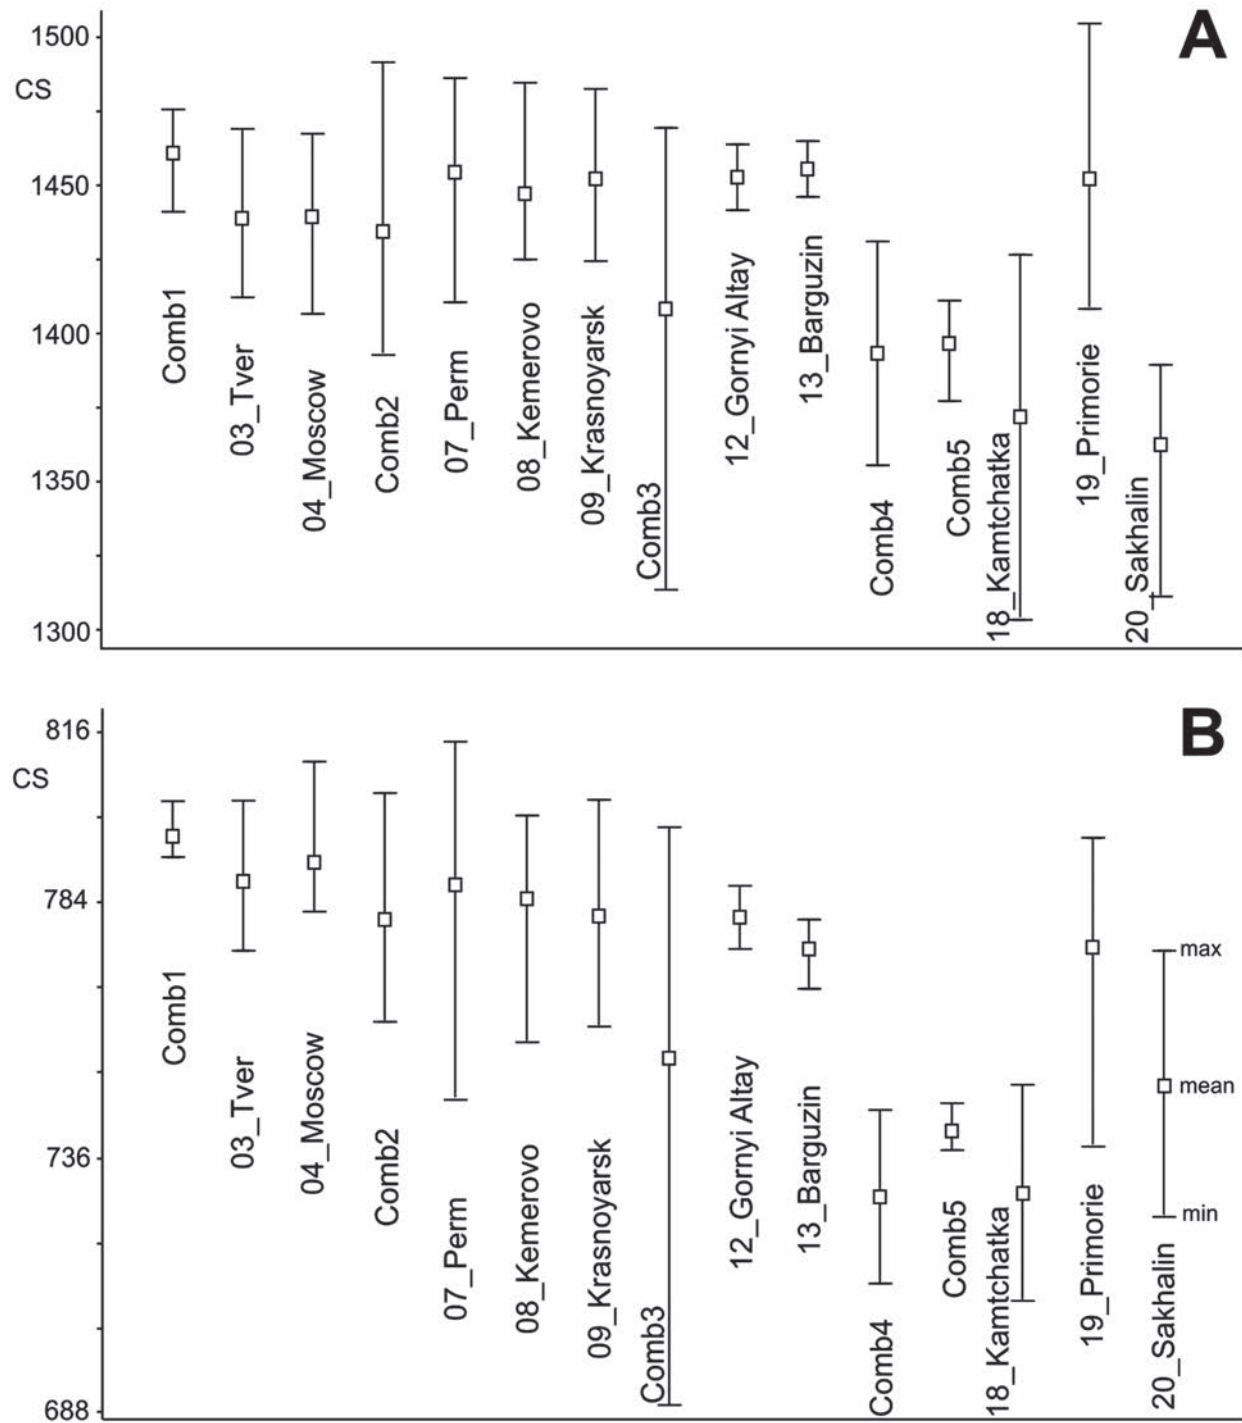 A
1500
CS
1450
1400
1350
1300
Comb1
03_Tver
04_Moscow
Comb2
07_Perm
08_Kemerovo
09_Krasnoyarsk
Comb3
12_Gornyi Altay
13_Barguzin
Comb4
Comb5
18_Kamtchatka
19_Primorie
20_Sakhalin
B
816
CS
784
736
688
Comb1
03_Tver
04_Moscow
Comb2
07_Perm
08_Kemerovo
09_Krasnoyarsk
Comb3
12_Gornyi Altay
13_Barguzin
Comb4
Comb5
18_Kamtchatka
19_Primorie
20_Sakhalin
max
mean
min